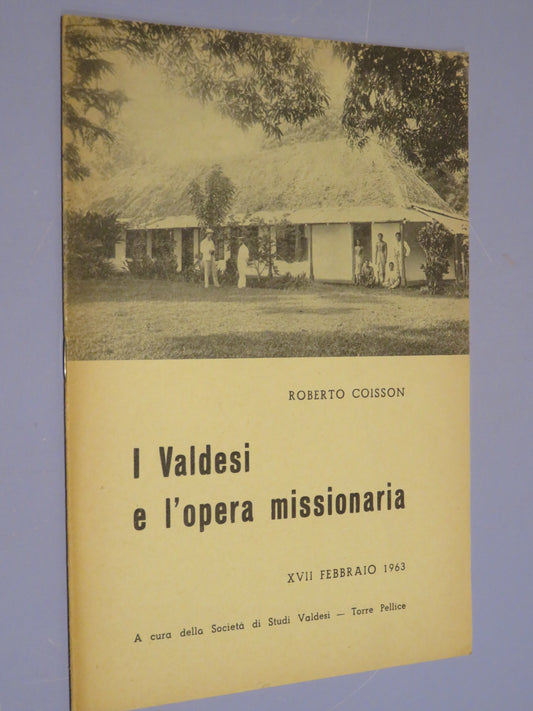 ROBERTO COISSON
I Valdesi
e l'opera missionaria
XVII FEBBRAIO 1963
A cura della Società di Studi Valdesi — Torre Pellice